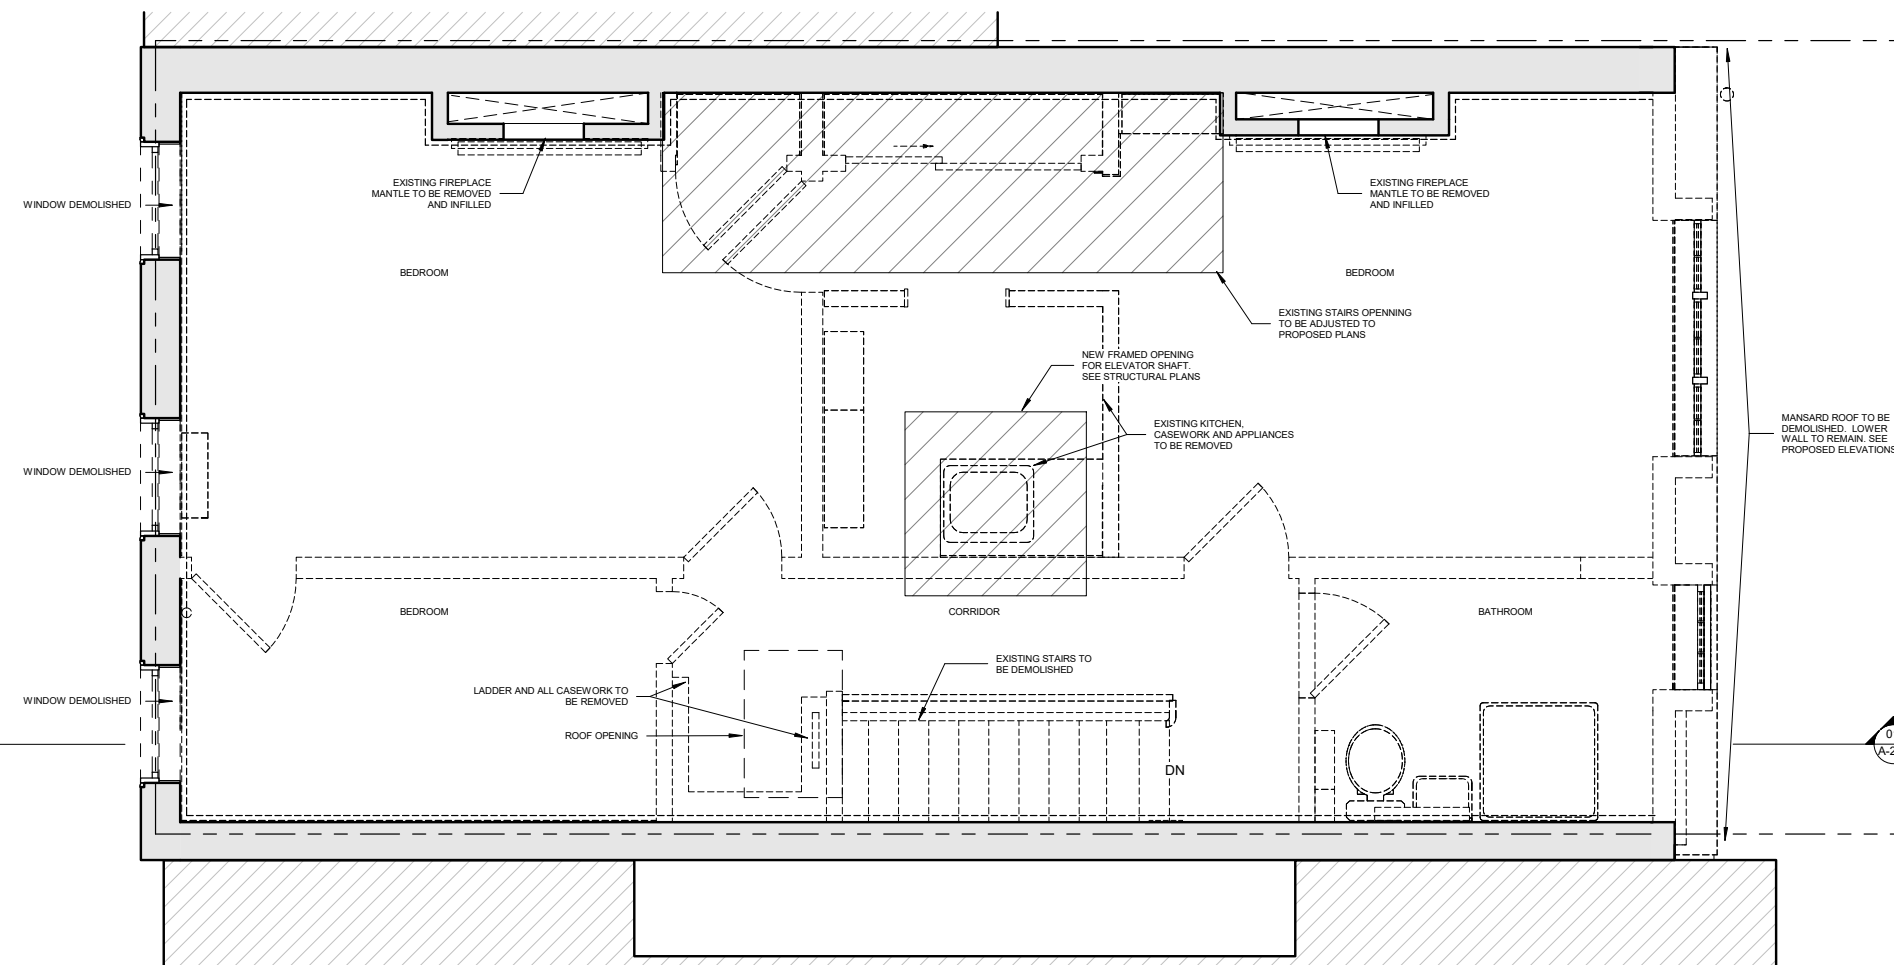 WINDOW DEMOLISHED
EXISTING FIREPLACE
MANTLE TO BE REMOVED
AND INFILLED
EXISTING FIREPLACE
MANTLE TO BE REMOVED
AND INFILLED
BEDROOM
BEDROOM
EXISTING STAIRS OPENNING
TO BE ADJUSTED TO
PROPOSED PLANS
NEW FRAMED OPENING
FOR ELEVATOR SHAFT.
SEE STRUCTURAL PLANS
EXISTING KITCHEN,
CASEWORK AND APPLIANCES
TO BE REMOVED
MANSARD ROOF TO BE
DEMOLISHED. LOWER
WALL TO REMAIN. SEE
PROPOSED ELEVATIONS
WINDOW DEMOLISHED
BEDROOM
CORRIDOR
BATHROOM
EXISTING STAIRS TO
BE DEMOLISHED
LADDER AND ALL CASEWORK TO
BE REMOVED
WINDOW DEMOLISHED
ROOF OPENING
DN
0
A-2